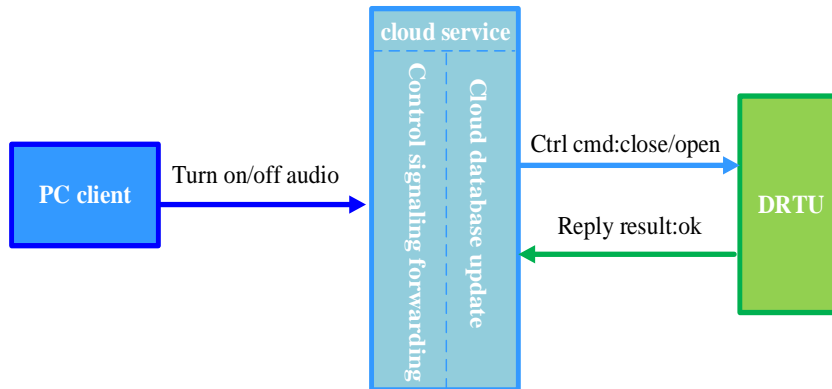 cloud service
Control signaling forwarding
Cloud database update
PC client
Turn on/off audio
Ctrl cmd:close/open
Reply result:ok
DRTU